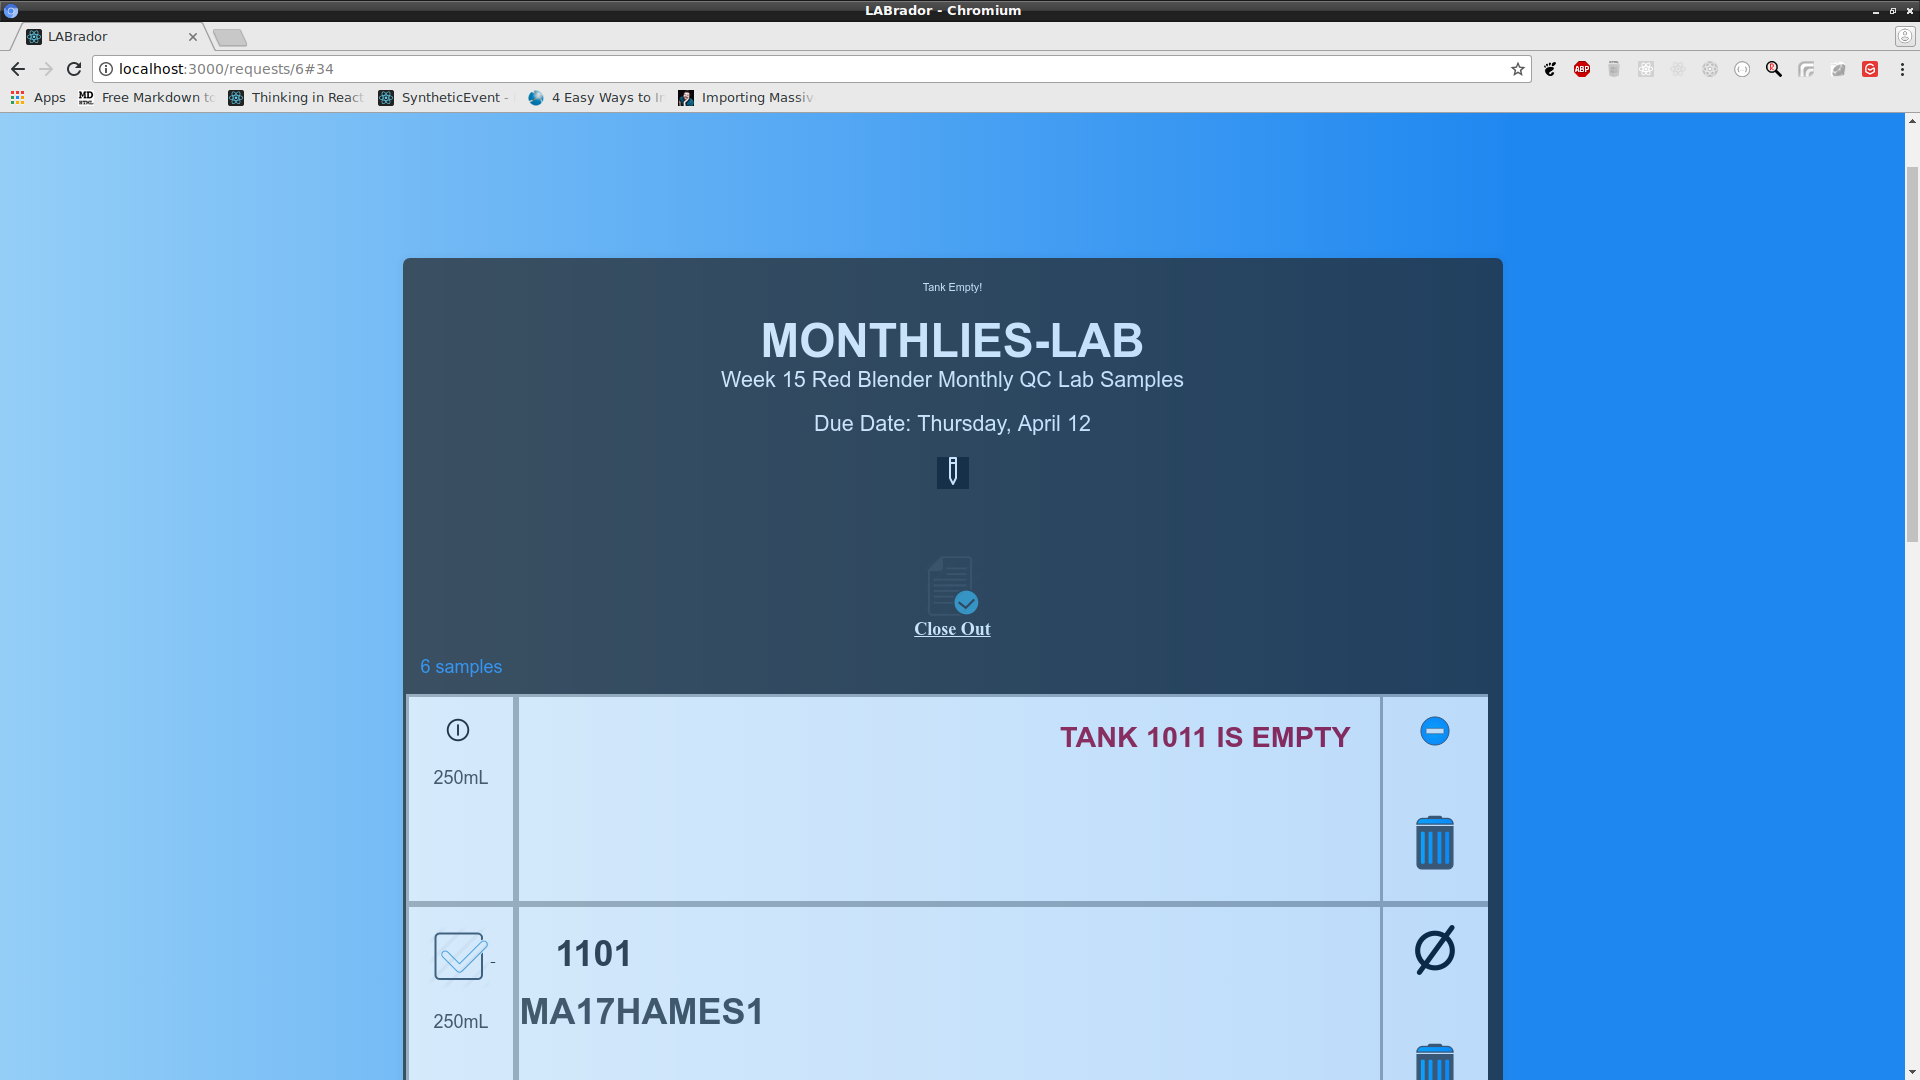 LABrador - Chromium
LABrador
localhost:3000/requests/6#34
Apps
Free Markdown to
Thinking in React
SyntheticEvent -
4 Easy Ways to
Importing
Tank Empty!
MONTHLIES-LAB
Week 15 Red Blender Monthly QC Lab Samples
Due Date: Thursday, April 12
Close Out
6 samples
TANK 1011 IS EMPTY
250mL
1101
-
MA17HAMES1
250mL